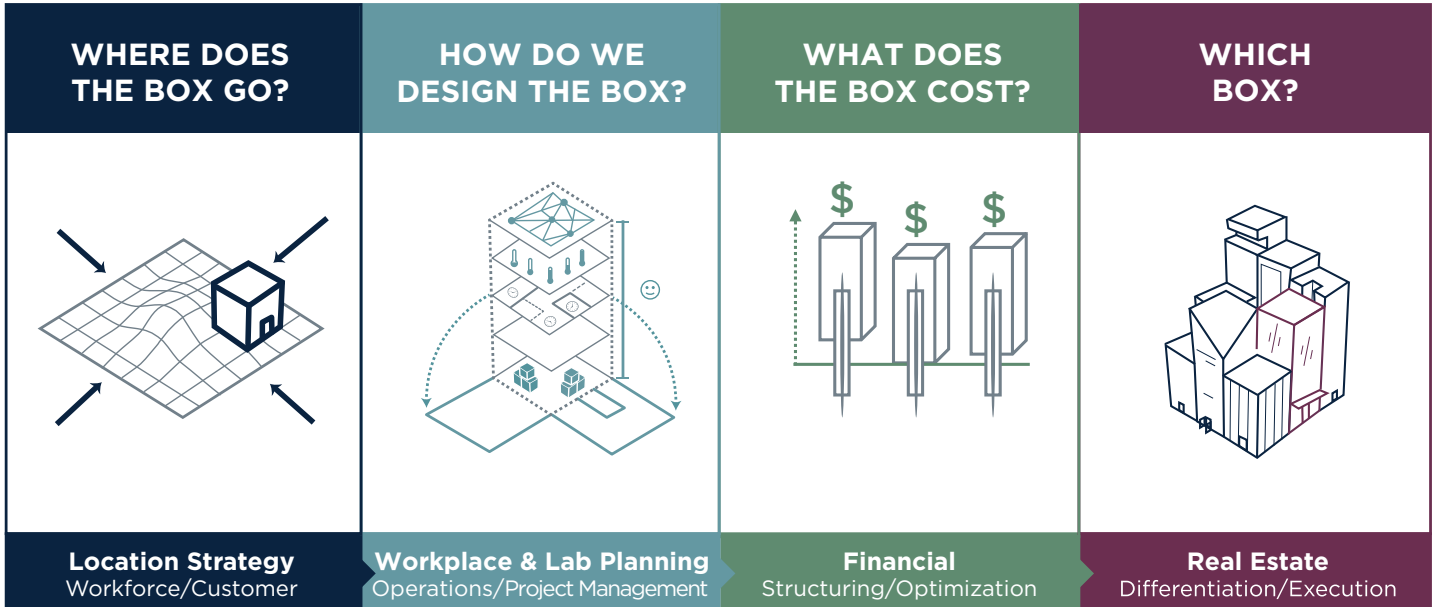 WHERE DOES
THE BOX GO?
HOW DO WE
DESIGN THE BOX?
WHAT DOES
THE BOX COST?
WHICH
BOX?
$
$
$
Location Strategy
Workforce/Customer
Workplace & Lab Planning
Operations/Project Management
Financial
Structuring/Optimization
Real Estate
Differentiation/Execution